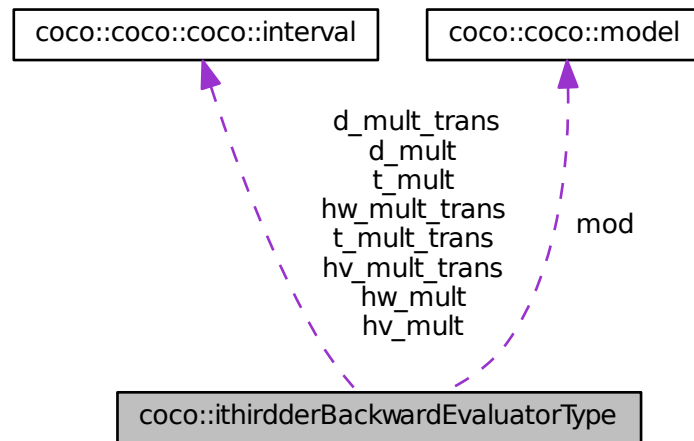 coco::coco::coco::interval
coco::coco::model
d_mult_trans
d_mult
t_mult
hw_mult_trans
t_mult_trans
hv_mult_trans
hw_mult
hv_mult
mod
coco::ithirdderBackwardEvaluatorType